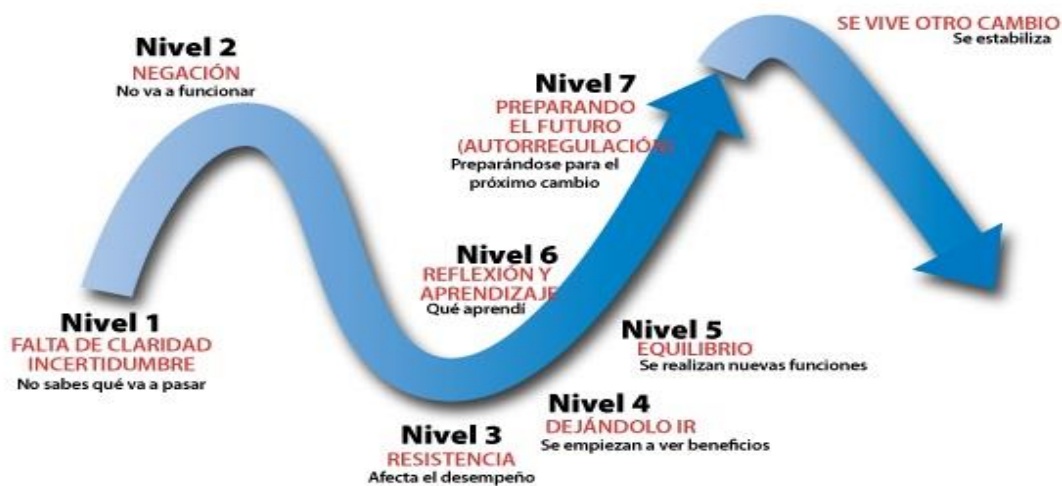 Nivel 1
FALTA DE CLARIDAD
INCERTIDUMBRE
No sabes qué va a pasar
Nivel 2
NEGACIÓN
No va a funcionar
Nivel 3
RESISTENCIA
Afecta el desempeño
Nivel 4
DEJÁNDOLO IR
Se empiezan a ver beneficios
Nivel 5
EQUILIBRIO
Se realizan nuevas funciones
Nivel 6
REFLEXIÓN Y
APRENDIZAJE
Qué aprendí
Nivel 7
PREPARANDO
EL FUTURO
(AUTORREGULACIÓN)
Preparándose para el
próximo cambio
SE VIVE OTRO CAMBIO
Se estabiliza